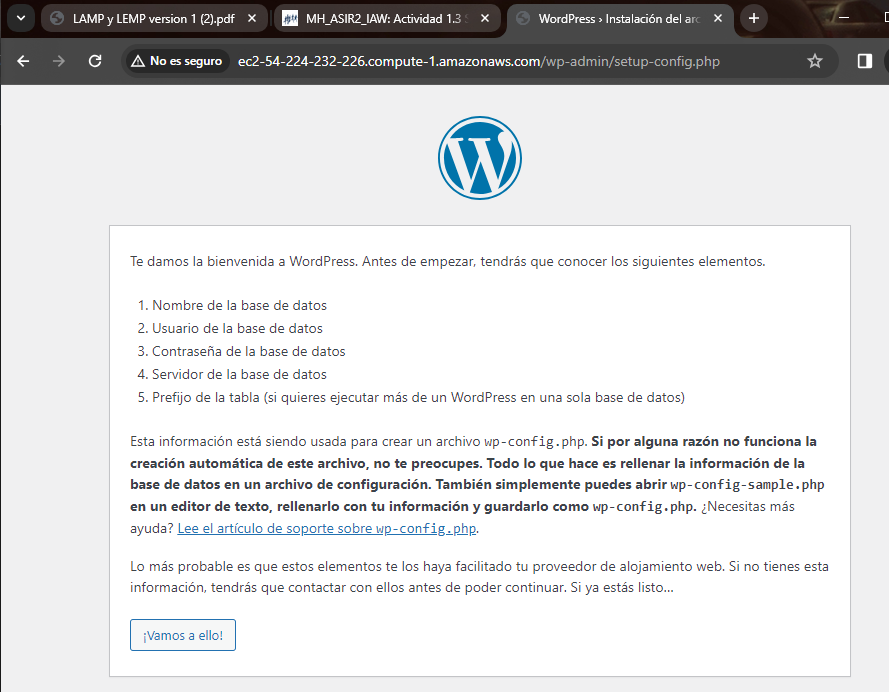 LAMP y LEMP version 1 (2).pdf
MH_ASIR2_IAW: Actividad 1.3
WordPress › Instalación del arc
No es seguro
ec2-54-224-232-226.compute-1.amazonaws.com/wp-admin/setup-config.php
Te damos la bienvenida a WordPress. Antes de empezar, tendrás que conocer los siguientes elementos.
1. Nombre de la base de datos
2. Usuario de la base de datos
3. Contraseña de la base de datos
4. Servidor de la base de datos
5. Prefijo de la tabla (si quieres ejecutar más de un WordPress en una sola base de datos)
Esta información está siendo usada para crear un archivo wp-config.php. Si por alguna razón no funciona la
creación automática de este archivo, no te preocupes. Todo lo que hace es rellenar la información de la
base de datos en un archivo de configuración. También simplemente puedes abrir wp-config-sample.php
en un editor de texto, rellenarlo con tu información y guardarlo como wp-config.php. ¿Necesitas más
ayuda? Lee el artículo de soporte sobre wp-config.php.
Lo más probable es que estos elementos te los haya facilitado tu proveedor de alojamiento web. Si no tienes esta
información, tendrás que contactar con ellos antes de poder continuar. Si ya estás listo...
¡Vamos a ello!